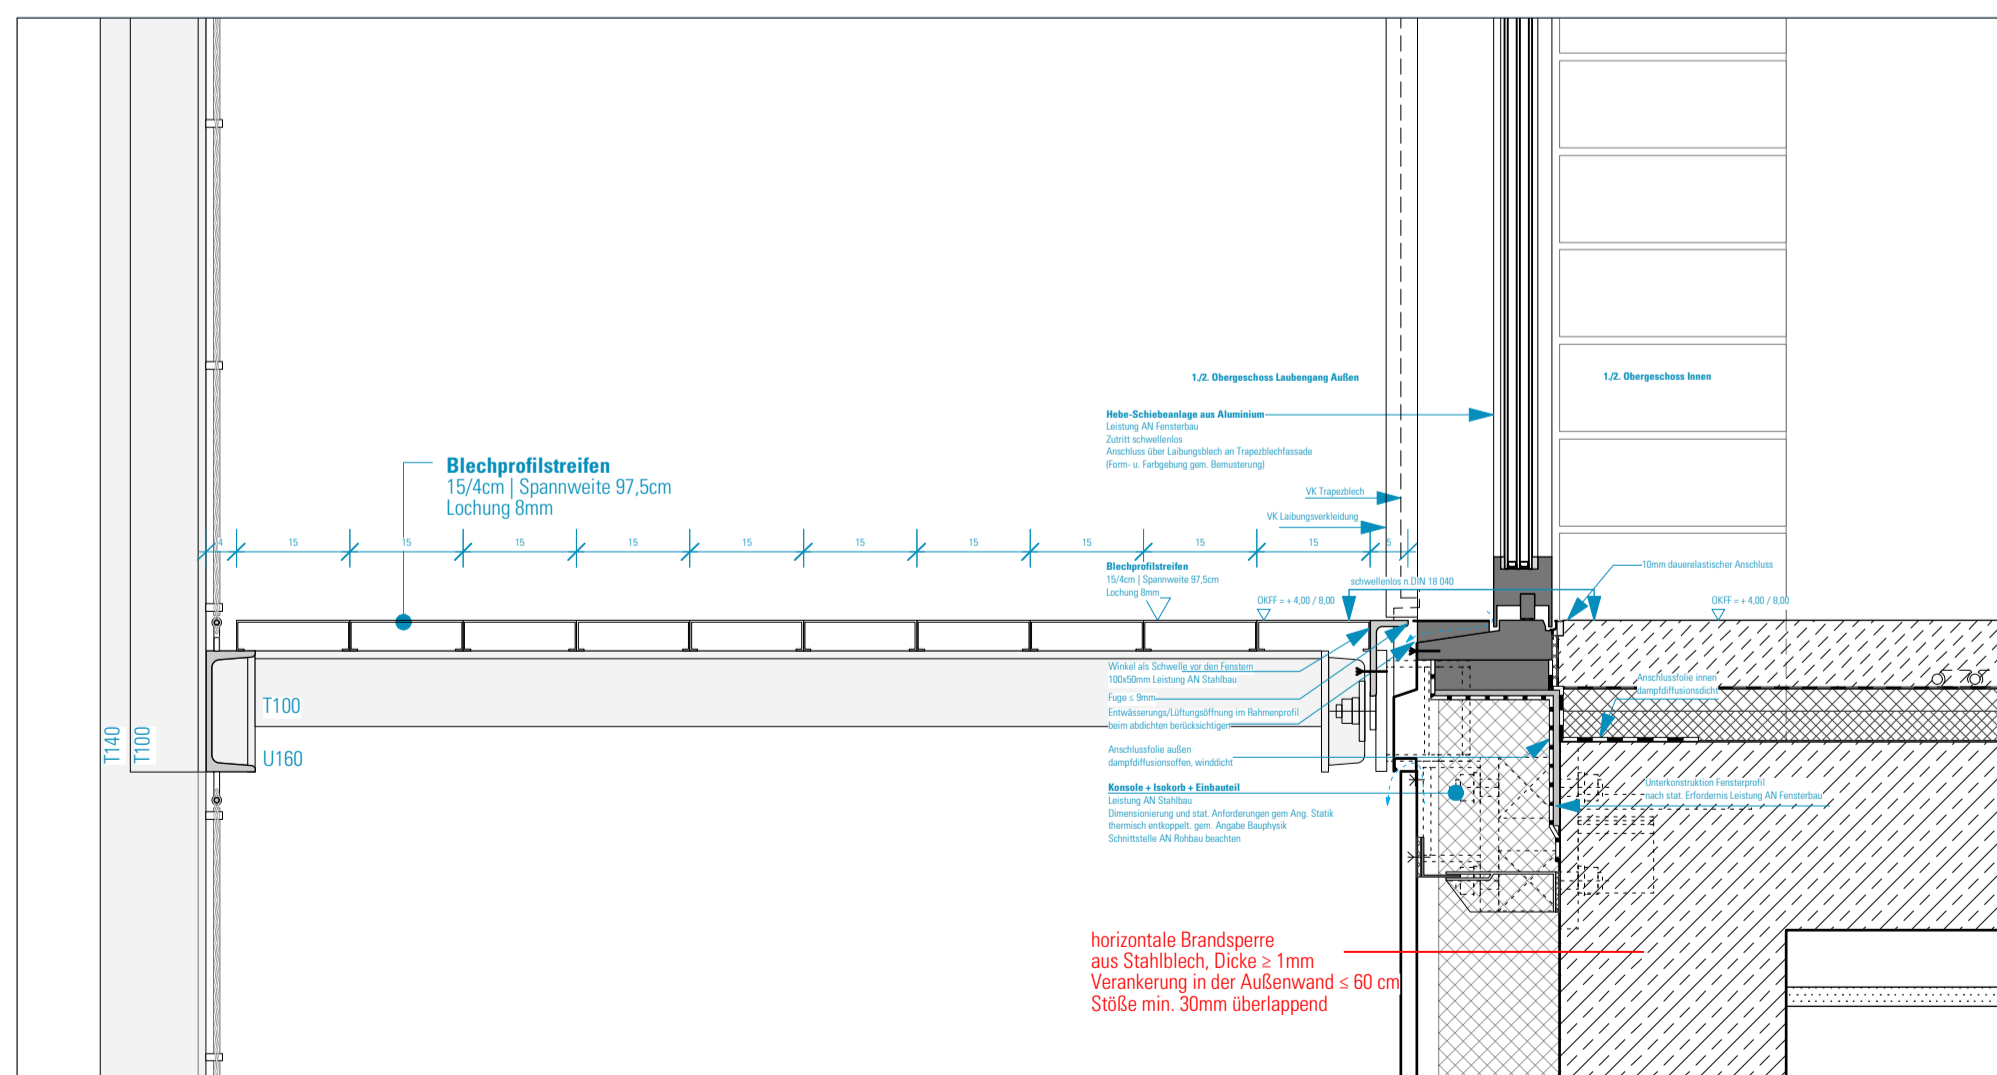 1./2. Obergeschoss Laubengang Außen
1./2. Obergeschoss Innen
Hebe-Schiebeanlage aus Aluminium
Leistung AN Fensterbau
Zutritt schwellenlos
Anschluss über Laibungsblech an Trapezblechfassade
(Form- u. Farbgebung gem. Bemusterung)
Blechprofilstreifen
15/4cm | Spannweite 97,5cm
Lochung 8mm
VK Trapezblech
VK Laibungsverkleidung
4 15 15 15 15 15 15 15 15 15 15 5
Blechprofilstreifen
15/4cm | Spannweite 97,5cm
Lochung 8mm
schwellenlos n.DIN 18 040
10mm dauerelastischer Anschluss
OKFF = + 4,00 / 8,00
OKFF = + 4,00 / 8,00
Winkel als Schwelle vor den Fenstern
100x50mm Leistung AN Stahlbau
Fuge ≤ 9mm
Entwässerungs/Lüftungsöffnung im Rahmenprofil
beim abdichten berücksichtigen
Anschlussfolie innen
dampfdiffusionsdicht
T100
U160
T140
T100
Anschlussfolie außen
dampfdiffusionsoffen, winddicht
Konsole + Isokorb + Einbauteil
Leistung AN Stahlbau
Dimensionierung und stat. Anforderungen gem Ang. Statik
thermisch entkoppelt. gem. Angabe Bauphysik
Schnittstelle AN Rohbau beachten
Unterkonstruktion Fensterprofil
nach stat. Erfordernis Leistung AN Fensterbau
horizontale Brandsperre
aus Stahlblech, Dicke ≥ 1mm
Verankerung in der Außenwand ≤ 60 cm
Stöße min. 30mm überlappend